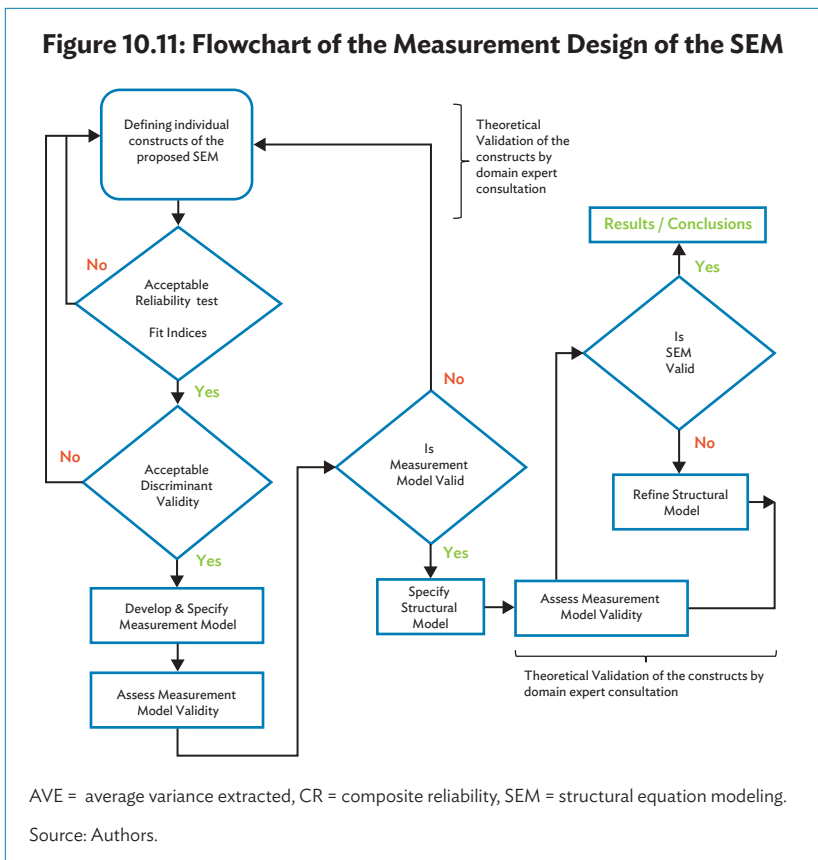 Figure 10.11: Flowchart of the Measurement Design of the SEM
Defining individual
constructs of the
proposed SEM
Theoretical
Validation of the
constructs by
domain expert
consultation
No
Acceptable
Reliability test
Fit Indices
Yes
No
Acceptable
Discriminant
Validity
Yes
Develop & Specify
Measurement Model
Assess Measurement
Model Validity
No
Is
Measurement
Model Valid
Yes
Specify
Structural
Model
Assess Measurement
Model Validity
Theoretical Validation of the constructs by
domain expert consultation
Results / Conclusions
Yes
Is
SEM
Valid
No
Refine Structural
Model
AVE = average variance extracted, CR = composite reliability, SEM = structural equation modeling.
Source: Authors.